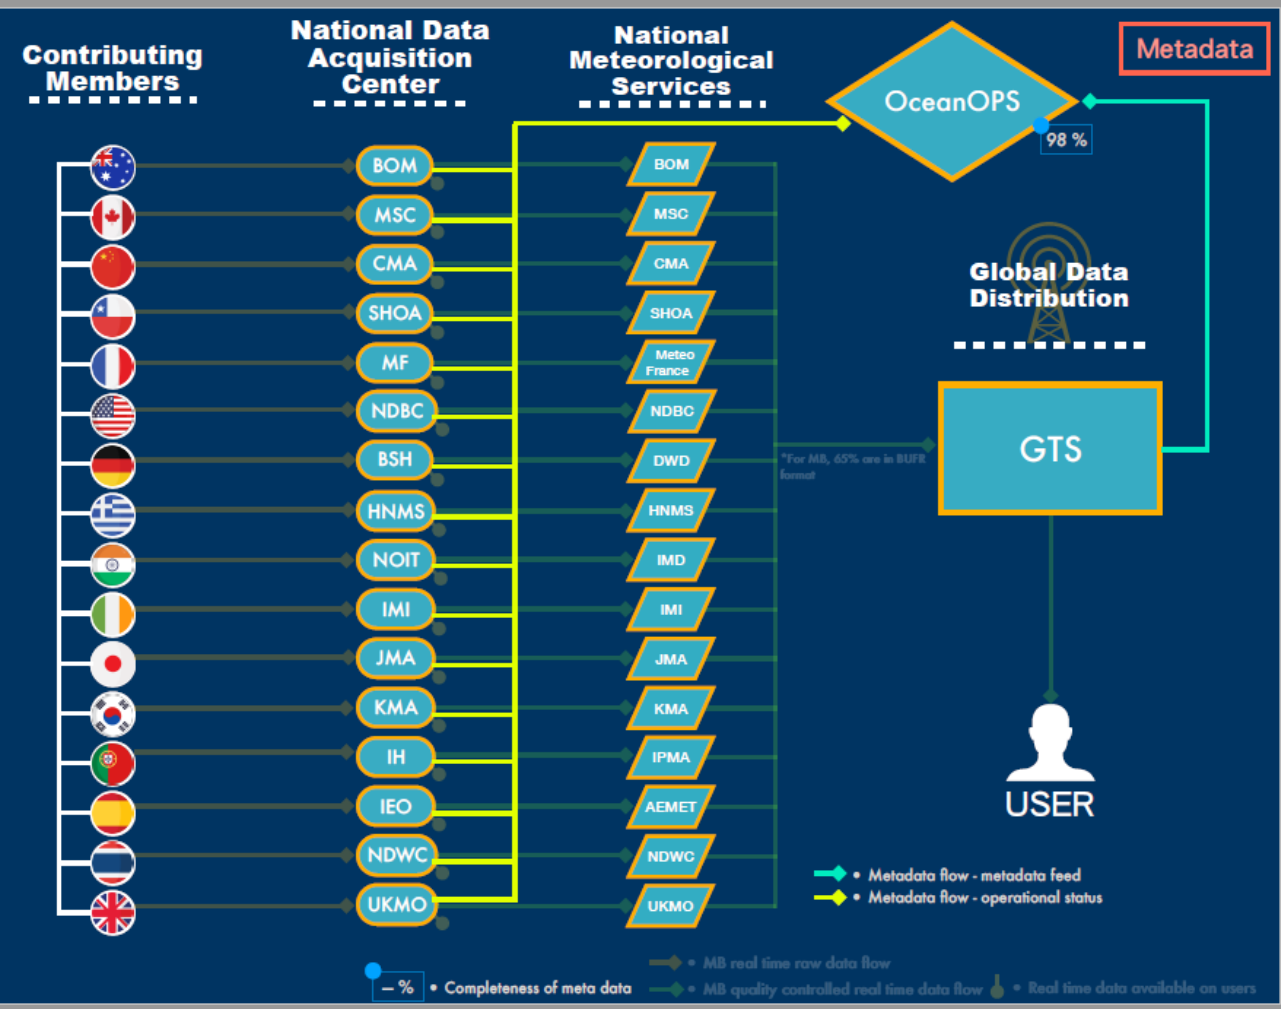 Contributing
Members
National Data
Acquisition
Center
National
Meteorological
Services
OceanOPS
Metadata
98 %
BOM
BOM
MSC
MSC
CMA
CMA
SHOA
SHOA
MF
Meteo
France
NDBC
NDBC
BSH
DWD
HNMS
HNMS
NOIT
IMD
IMI
IMI
JMA
JMA
KMA
KMA
IH
IPMA
IEO
AEMET
NDWC
NDWC
UKMO
UKMO
Global Data
Distribution
GTS
*For MB, 65% are in BUFR
format
USER
• Metadata flow - metadata feed
• Metadata flow - operational status
• MB real time raw data flow
– % • Completeness of meta data
• MB quality controlled real time data flow
• Real time data available on users